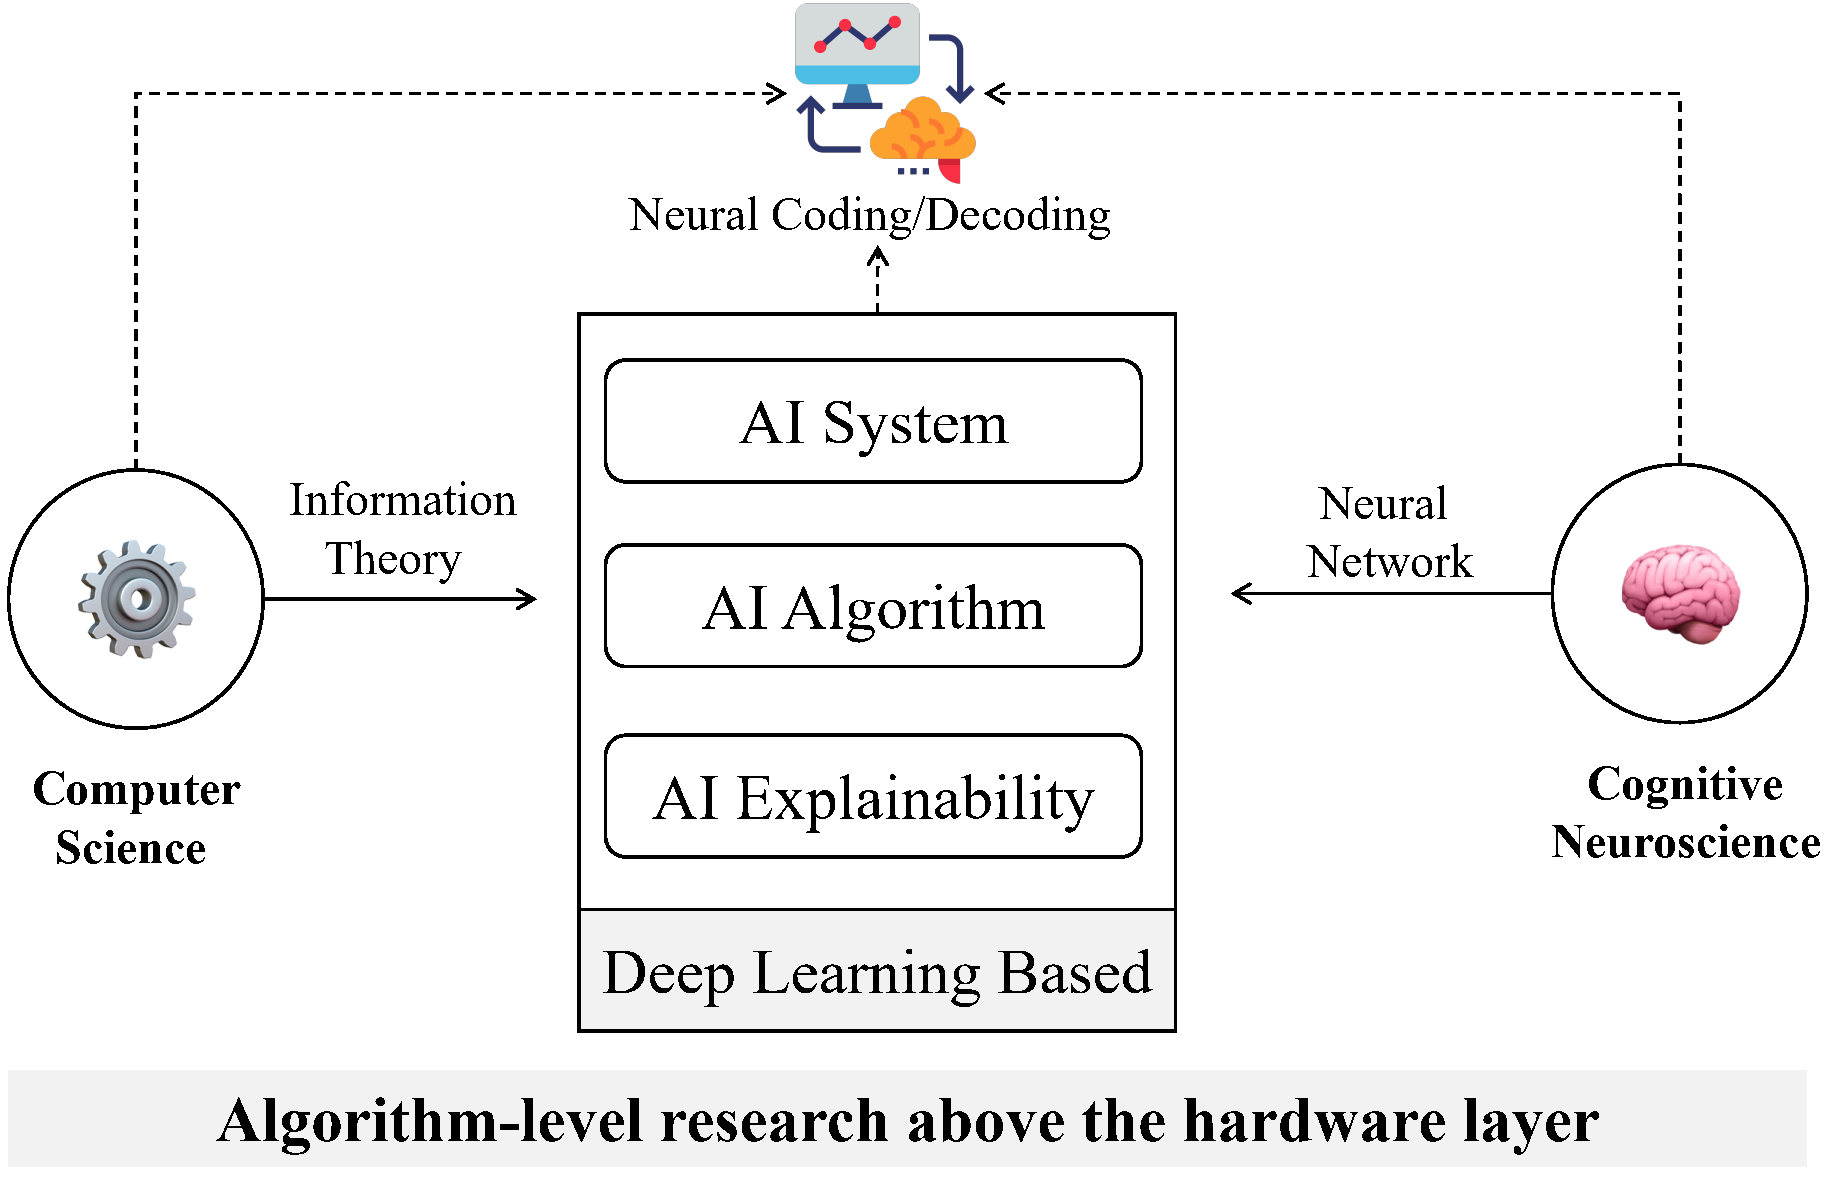 Neural Coding/Decoding
AI System
Information
Theory
Neural
Network
AI Algorithm
AI Explainability
Computer
Science
Cognitive
Neuroscience
Deep Learning Based
Algorithm-level research above the hardware layer